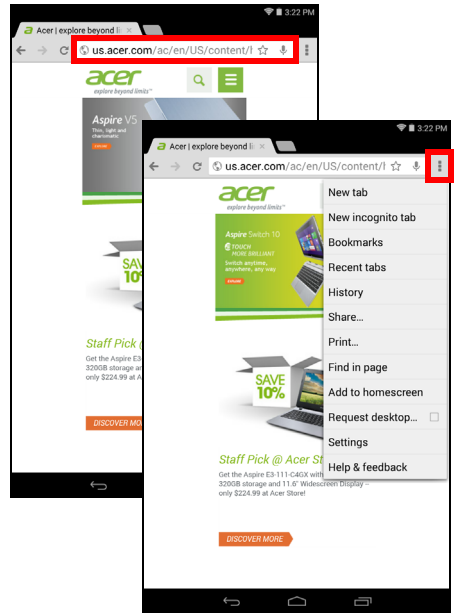 3:22 PM
Acer | explore beyond li
us.acer.com/ac/en/US/content/h
acer
explore beyond limits™
Aspire V5
Thin, light and
charismatic
EXPLORE
SAV
10
Staff Pick @
Get the Aspire E3-
320GB storage an
only $224.99 at A
DISCOVER MO
3:22 PM
Acer | explore beyond li
us.acer.com/ac/en/US/content/h
acer
explore beyond limits™
Aspire Switch 10
TOUCH
MORE BRILLIANT
Switch anytime,
anywhere, any way
EXPLORE
SAVE
10%
Staff Pick @ Acer St
Get the Aspire E3-111-C4GX with
320GB storage and 11.6" Widescreen Display –
only $224.99 at Acer Store!
DISCOVER MORE
New tab
New incognito tab
Bookmarks
Recent tabs
History
Share...
Print...
Find in page
Add to homescreen
Request desktop...
Settings
Help & feedback